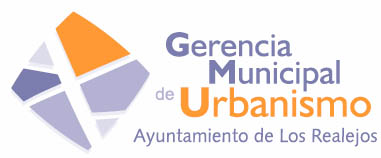 Gerencia
Municipal
de Urbanismo
Ayuntamiento de Los Realejos